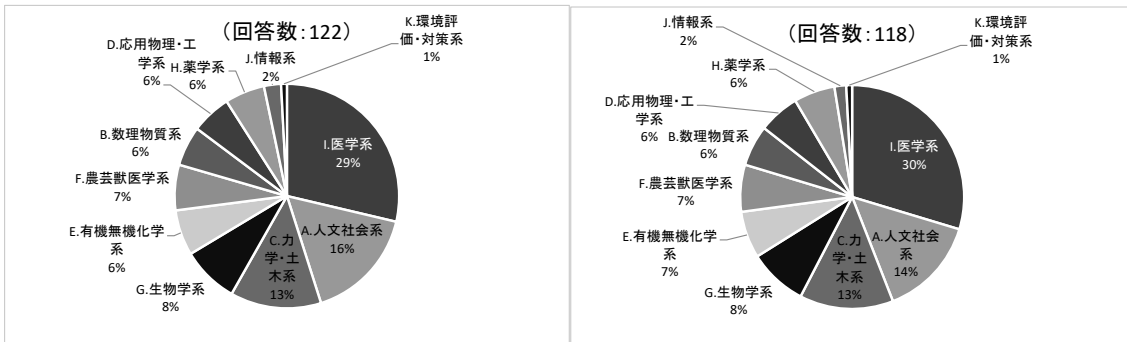 （回答数：122）
K.環境評
価・対策系
1%
D.応用物理・工
学系
6%
H.薬学系
6%
J.情報系
2%
B.数理物質系
6%
I.医学系
29%
F.農芸獣医学系
7%
E.有機無機化学
系
6%
A.人文社会系
16%
C.力
学・土
木系
13%
G.生物学系
8%
（回答数：118）
J.情報系
2%
K.環境評
価・対策系
1%
H.薬学系
6%
D.応用物理・工
学系
6%
B.数理物質系
6%
I.医学系
30%
F.農芸獣医学系
7%
E.有機無機化学
系
7%
A.人文社会
系
14%
C.力
学・土
木系
13%
G.生物学系
8%